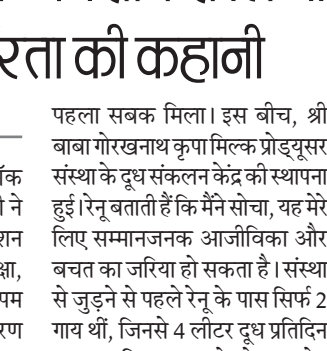 रता की कहानी
पहला सबक मिला। इस बीच, श्री
बाबा गोरखनाथ कृपा मिल्क प्रोड्यूसर
संस्था के दूध संकलन केंद्र की स्थापना
हुई। रेनू बताती हैं कि मैंने सोचा, यह मेरे
लिए सम्मानजनक आजीविका और
बचत का जरिया हो सकता है। संस्था
से जुड़ने से पहले रेनू के पास सिर्फ 2
गाय थीं, जिनसे 4 लीटर दूध प्रतिदिन
ने